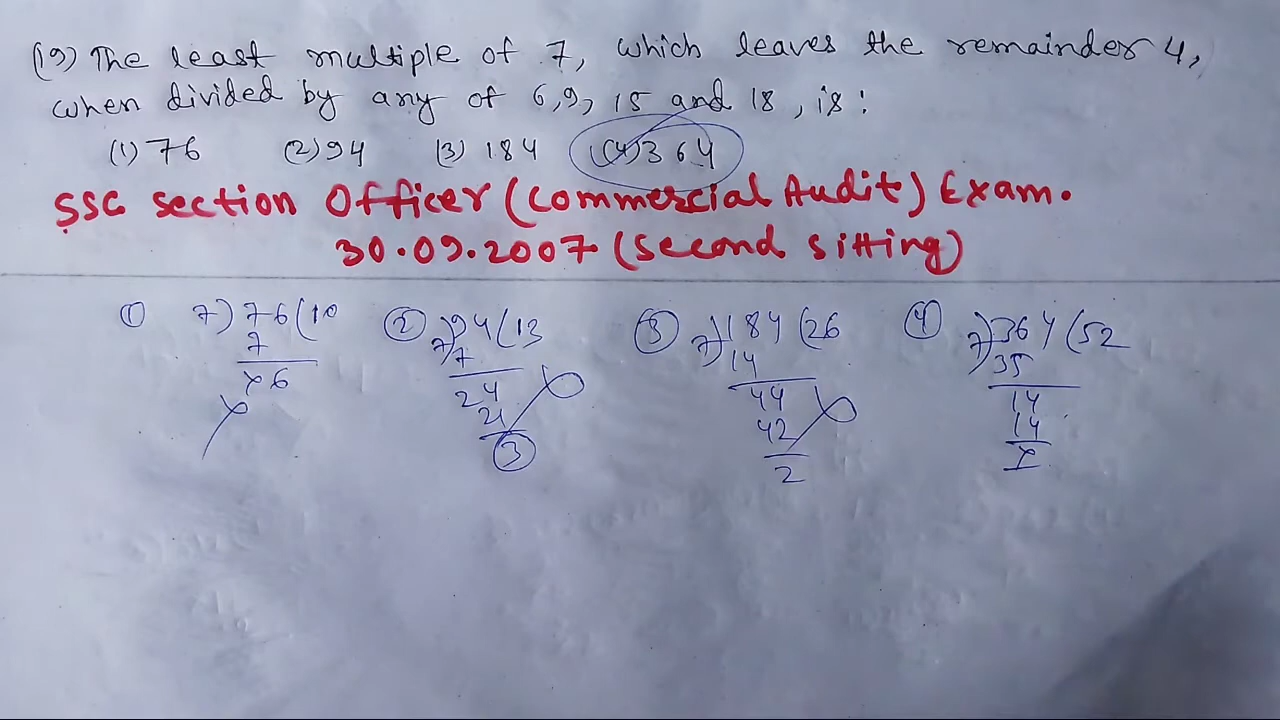 (19) The least multiple of 7, which leaves the remainder 4,
when divided by any of 6,9, 15 and 18, is:
(1) 76 (2) 94 (3) 184 (4) 364
SSC Section Officer (Commercial Audit) Exam.
30.09.2007 (Second Sitting)
① 7) 76 (10 ② 7) 94 (13 ③ 7) 184 (26 ④ 7) 364 (52
7 7 14 35
×6 24 44 14
21 42 14
3 2 ×